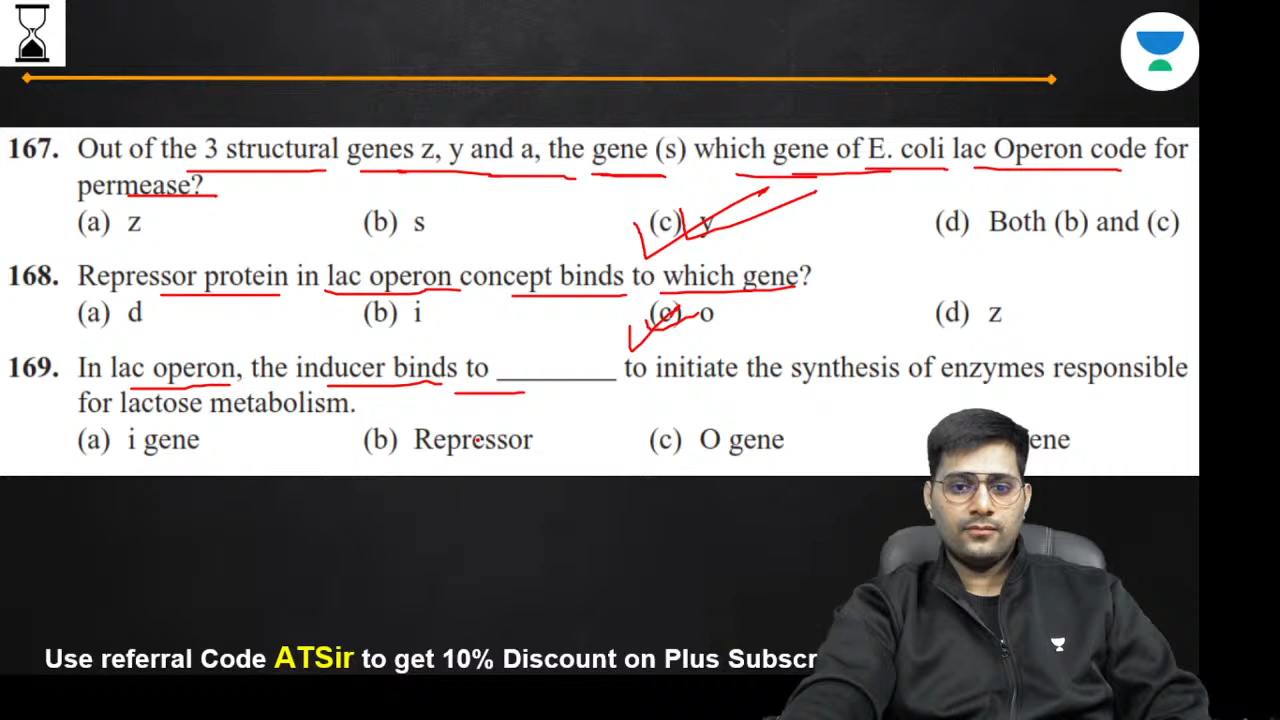 167. Out of the 3 structural genes z, y and a, the gene (s) which gene of E. coli lac Operon code for
permease?
(a) z (b) s (c) y (d) Both (b) and (c)
168. Repressor protein in lac operon concept binds to which gene?
(a) d (b) i (c) o (d) z
169. In lac operon, the inducer binds to ________ to initiate the synthesis of enzymes responsible
for lactose metabolism.
(a) i gene (b) Repressor (c) O gene ene
Use referral Code ATSir to get 10% Discount on Plus Subscr